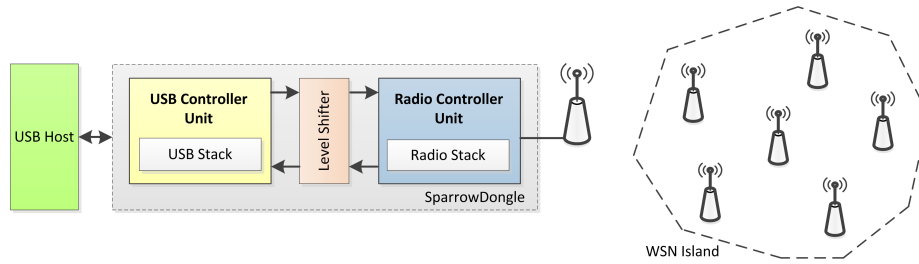 USB Host
USB Controller
Unit
USB Stack
Level Shifter
Radio Controller
Unit
Radio Stack
SparrowDongle
WSN Island